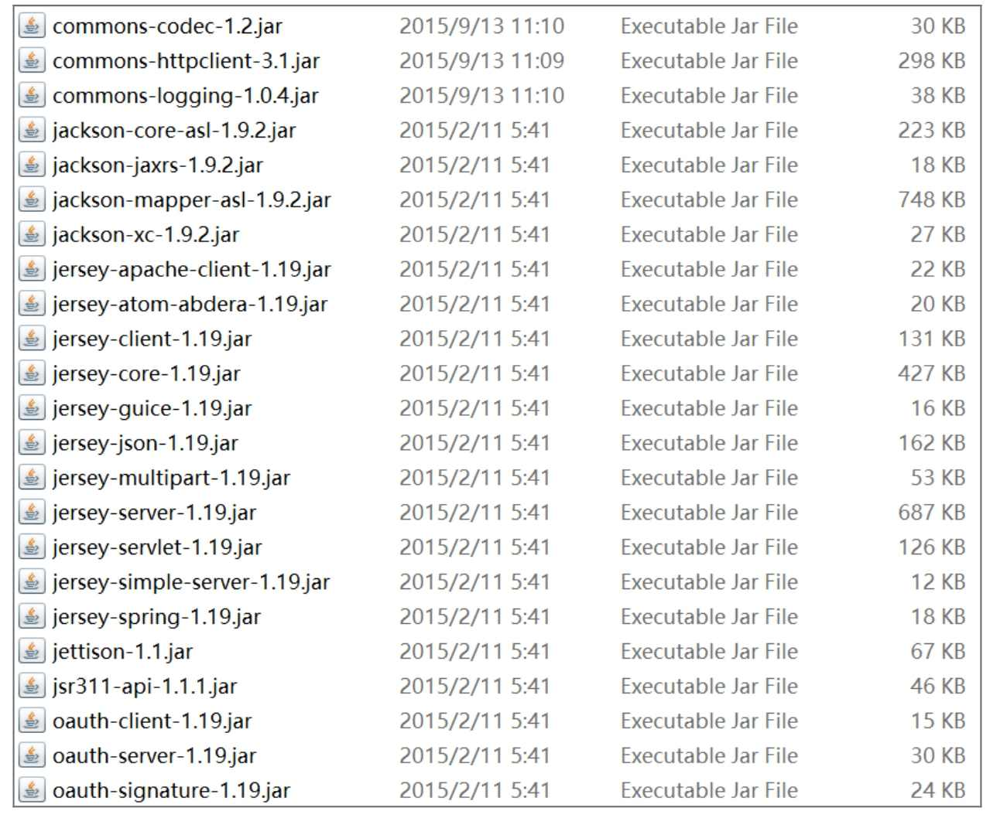 commons-codec-1.2.jar 2015/9/13 11:10 Executable Jar File 30 KB
commons-httpclient-3.1.jar 2015/9/13 11:09 Executable Jar File 298 KB
commons-logging-1.0.4.jar 2015/9/13 11:10 Executable Jar File 38 KB
jackson-core-asl-1.9.2.jar 2015/2/11 5:41 Executable Jar File 223 KB
jackson-jaxrs-1.9.2.jar 2015/2/11 5:41 Executable Jar File 18 KB
jackson-mapper-asl-1.9.2.jar 2015/2/11 5:41 Executable Jar File 748 KB
jackson-xc-1.9.2.jar 2015/2/11 5:41 Executable Jar File 27 KB
jersey-apache-client-1.19.jar 2015/2/11 5:41 Executable Jar File 22 KB
jersey-atom-abdera-1.19.jar 2015/2/11 5:41 Executable Jar File 20 KB
jersey-client-1.19.jar 2015/2/11 5:41 Executable Jar File 131 KB
jersey-core-1.19.jar 2015/2/11 5:41 Executable Jar File 427 KB
jersey-guice-1.19.jar 2015/2/11 5:41 Executable Jar File 16 KB
jersey-json-1.19.jar 2015/2/11 5:41 Executable Jar File 162 KB
jersey-multipart-1.19.jar 2015/2/11 5:41 Executable Jar File 53 KB
jersey-server-1.19.jar 2015/2/11 5:41 Executable Jar File 687 KB
jersey-servlet-1.19.jar 2015/2/11 5:41 Executable Jar File 126 KB
jersey-simple-server-1.19.jar 2015/2/11 5:41 Executable Jar File 12 KB
jersey-spring-1.19.jar 2015/2/11 5:41 Executable Jar File 18 KB
jettison-1.1.jar 2015/2/11 5:41 Executable Jar File 67 KB
jsr311-api-1.1.1.jar 2015/2/11 5:41 Executable Jar File 46 KB
oauth-client-1.19.jar 2015/2/11 5:41 Executable Jar File 15 KB
oauth-server-1.19.jar 2015/2/11 5:41 Executable Jar File 30 KB
oauth-signature-1.19.jar 2015/2/11 5:41 Executable Jar File 24 KB